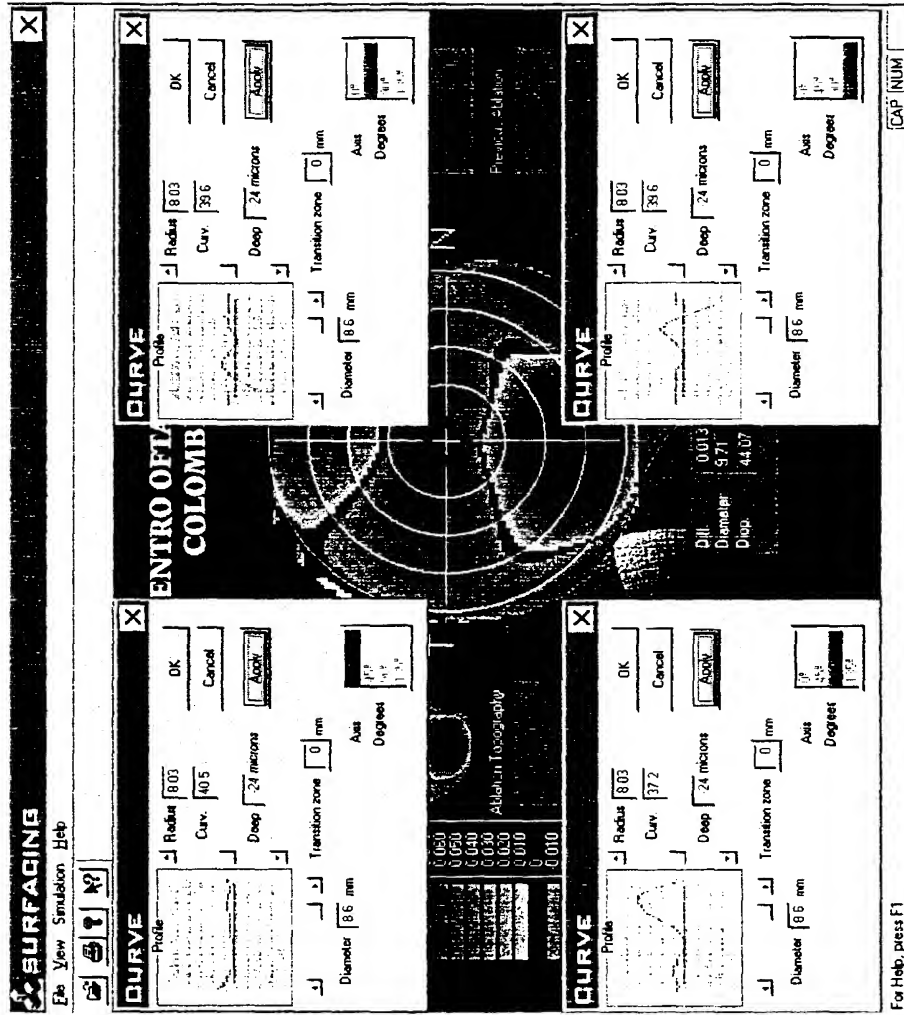 SURFACING
File View Simulation Help
CURVE
Profile
Radius 8.03
Curv. 40.5
Deep -24 microns
OK
Cancel
Apply
Diameter 8.6 mm
Transition zone 0 mm
Axis
Degrees
CURVE
Profile
Radius 8.03
Curv. 39.6
Deep -24 microns
OK
Cancel
Apply
Diameter 8.6 mm
Transition zone 0 mm
Axis
Degrees
0°
ENTRO OFTA
COLOMB
N
0.060
0.050
0.040
0.030
0.020
0.010
0
0.010
Ablation Topography
Previous Ablation
Diff. 0.013
Diameter 9.71
Diop. 44.07
CURVE
Profile
Radius 8.03
Curv. 37.2
Deep -24 microns
OK
Cancel
Apply
Diameter 8.6 mm
Transition zone 0 mm
Axis
Degrees
CURVE
Profile
Radius 8.03
Curv. 39.6
Deep -24 microns
OK
Cancel
Apply
Diameter 8.6 mm
Transition zone 0 mm
Axis
Degrees
For Help, press F1
CAP NUM